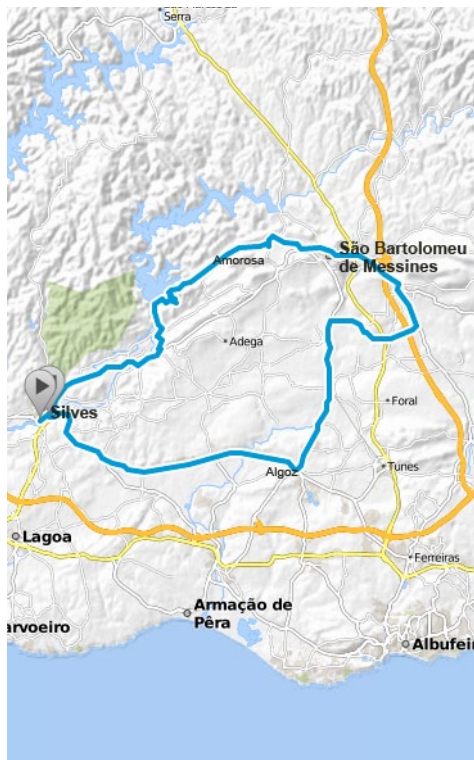 Serra
São Bartolomeu
de Messines
Amorosa
Adega
Foral
Silves
Algoz
Tunes
Lagoa
Ferreiras
Armação de
Pêra
arvoeiro
Albufei